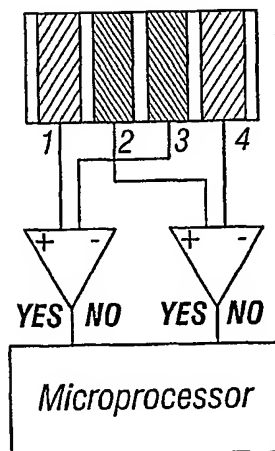 1 2 3 4
+ - + -
YES NO YES NO
Microprocessor